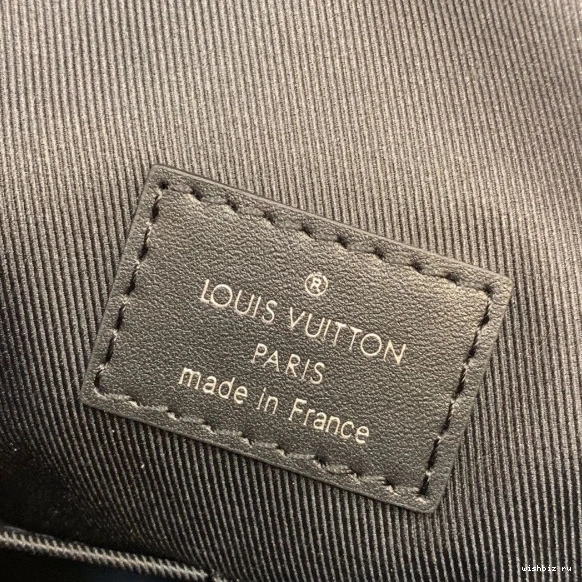 ®
LOUIS VUITTON
PARIS
made in France
wishbiz.ru